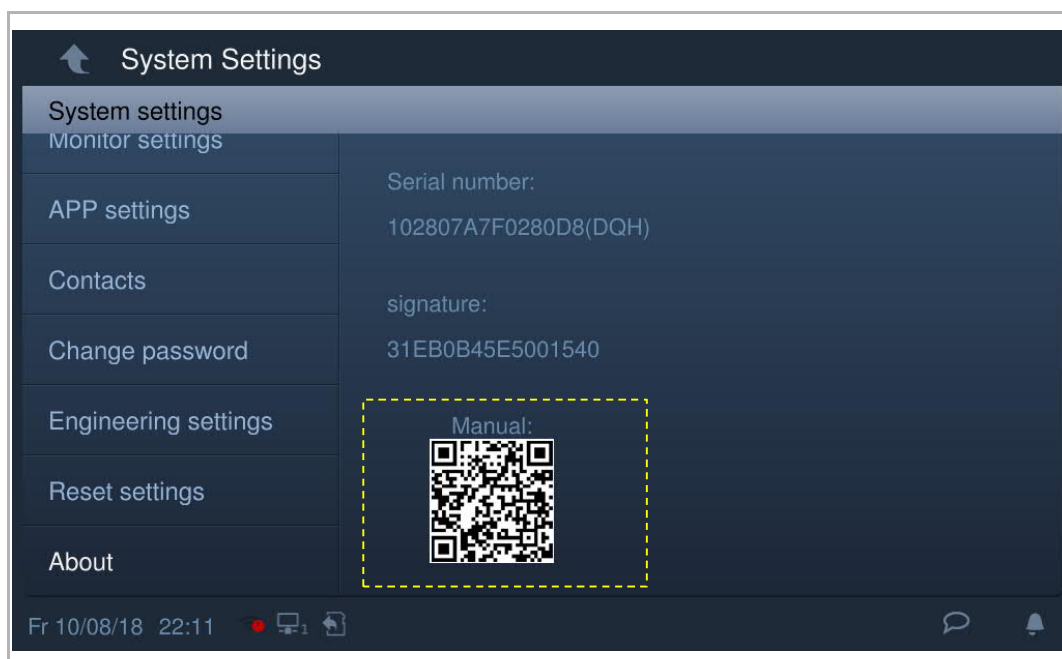 System Settings
System settings
Monitor settings
APP settings
Contacts
Change password
Engineering settings
Reset settings
About
Serial number:
102807A7F0280D8(DQH)
signature:
31EB0B45E5001540
Manual:
Fr 10/08/18 22:11
1